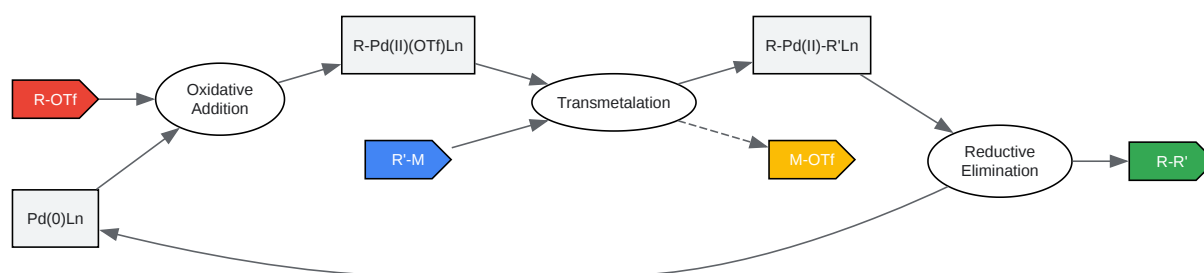 R-OTf
Oxidative
Addition
R-Pd(II)(OTf)Ln
Transmetalation
R-Pd(II)-R'Ln
R'-M
M-OTf
Reductive
Elimination
R-R'
Pd(0)Ln